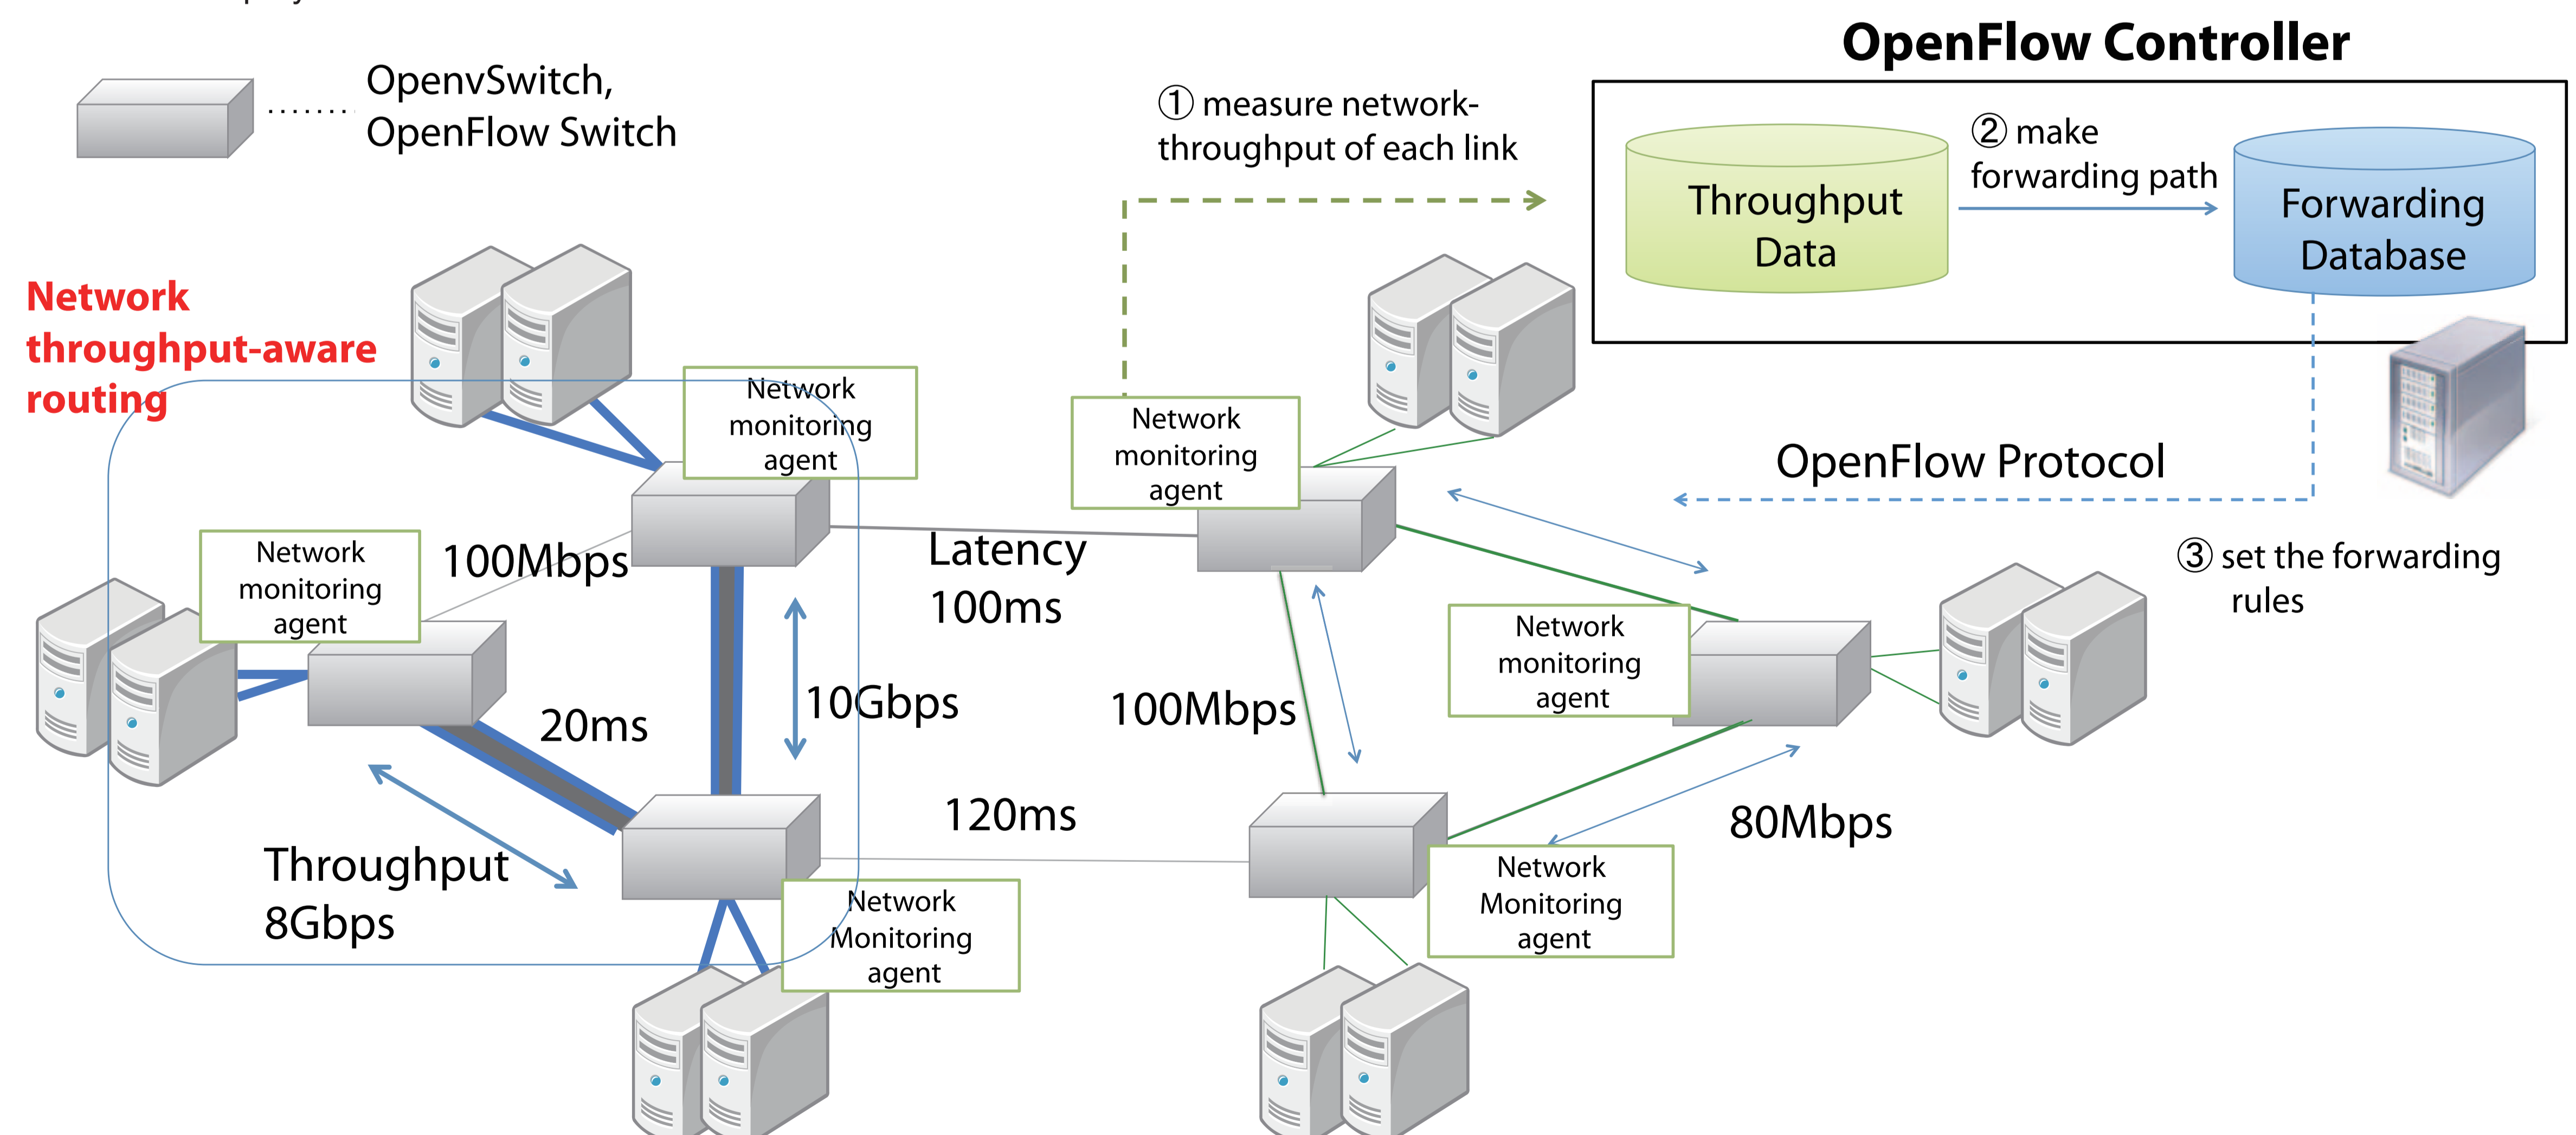 OpenFlow Controller
OpenvSwitch,
OpenFlow Switch
① measure network-
throughput of each link
Throughput
Data
② make
forwarding path
Forwarding
Database
Network
throughput-aware
routing
Network
monitoring
agent
Network
monitoring
agent
OpenFlow Protocol
③ set the forwarding
rules
Network
monitoring
agent
100Mbps
Latency
100ms
Network
monitoring
agent
20ms
10Gbps
100Mbps
120ms
80Mbps
Throughput
8Gbps
Network
Monitoring
agent
Network
Monitoring
agent